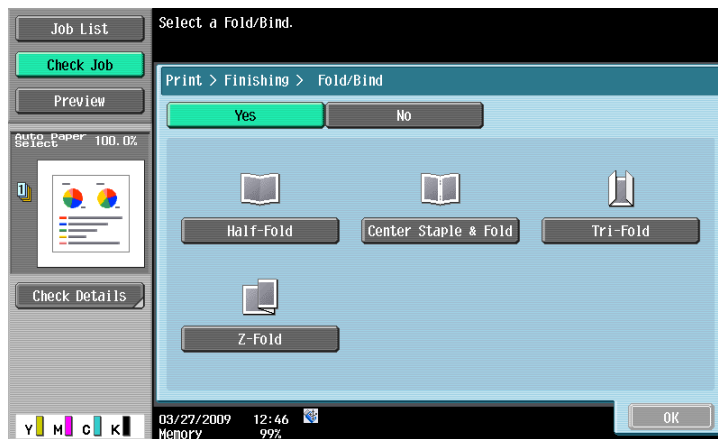 Job List
Check Job
Preview
Auto Paper Select 100.0%
1
Check Details
Y M C K
Select a Fold/Bind.
Print > Finishing > Fold/Bind
Yes No
Half-Fold Center Staple & Fold Tri-Fold
Z-Fold
03/27/2009 12:46
Memory 99%
OK